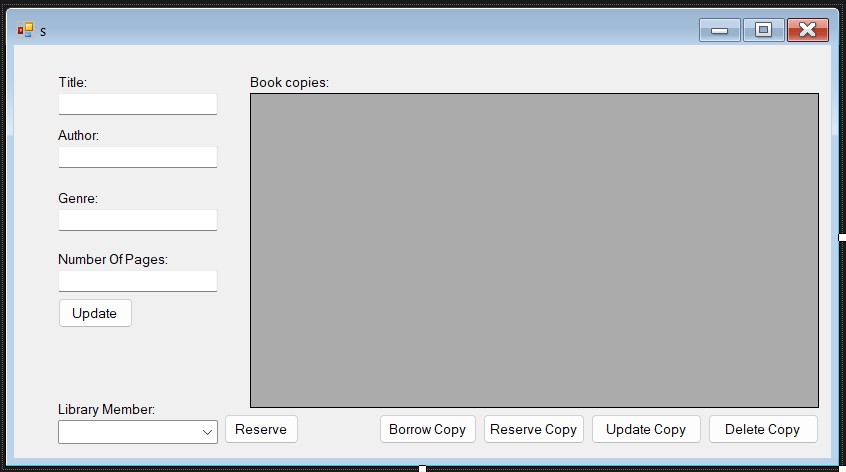 s
Title:
Book copies:
Author:
Genre:
Number Of Pages:
Update
Library Member:
Reserve
Borrow Copy
Reserve Copy
Update Copy
Delete Copy